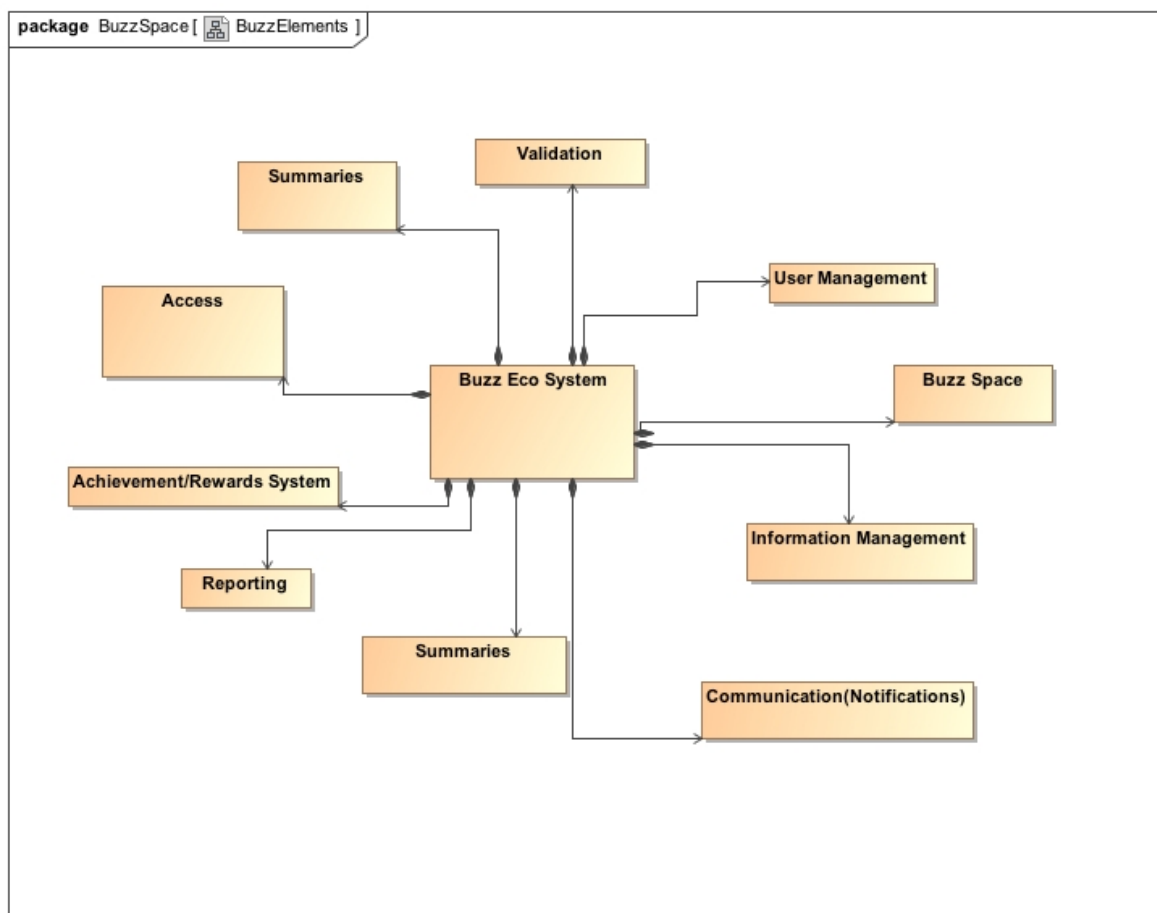 package BuzzSpace [ BuzzElements ]
Validation
Summaries
User Management
Access
Buzz Eco System
Buzz Space
Achievement/Rewards System
Information Management
Reporting
Summaries
Communication(Notifications)